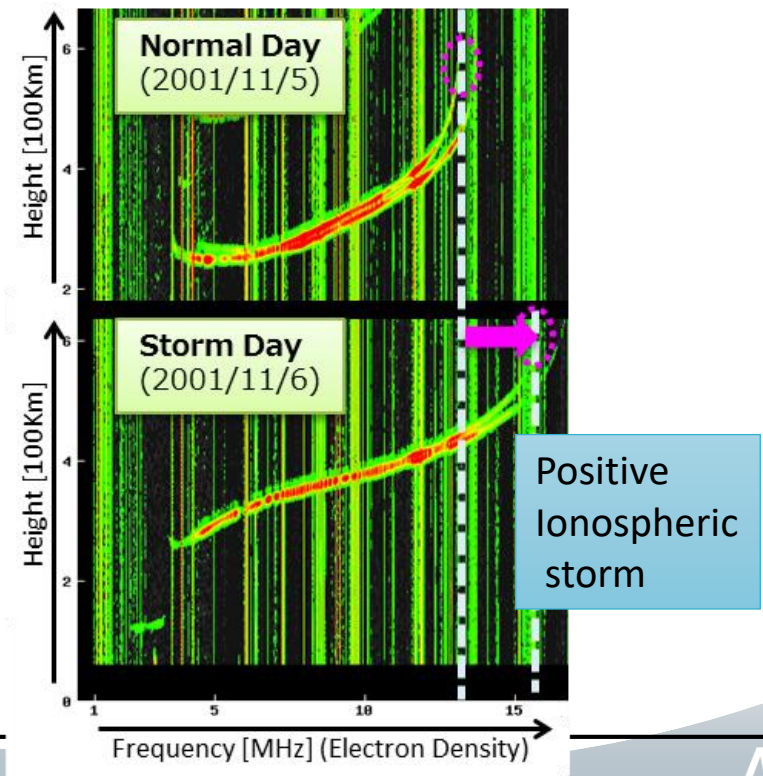 Normal Day
(2001/11/5)
Height [100Km]
6
4
2
Storm Day
(2001/11/6)
Height [100Km]
6
4
2
0
Positive
Ionospheric
storm
1 5 10 15
Frequency [MHz] (Electron Density)